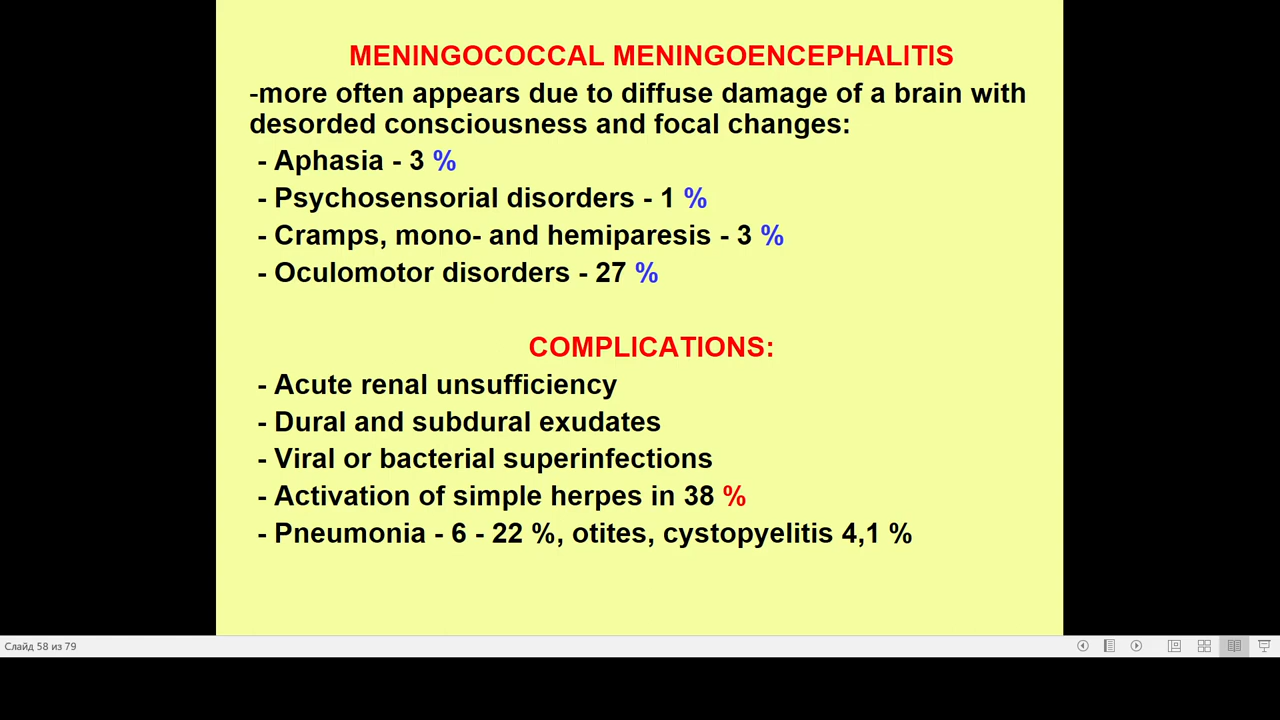 MENINGOCOCCAL MENINGOENCEPHALITIS
-more often appears due to diffuse damage of a brain with
desorded consciousness and focal changes:
- Aphasia - 3 %
- Psychosensorial disorders - 1 %
- Cramps, mono- and hemiparesis - 3 %
- Oculomotor disorders - 27 %
COMPLICATIONS:
- Acute renal unsufficiency
- Dural and subdural exudates
- Viral or bacterial superinfections
- Activation of simple herpes in 38 %
- Pneumonia - 6 - 22 %, otites, cystopyelitis 4,1 %
Слайд 58 из 79